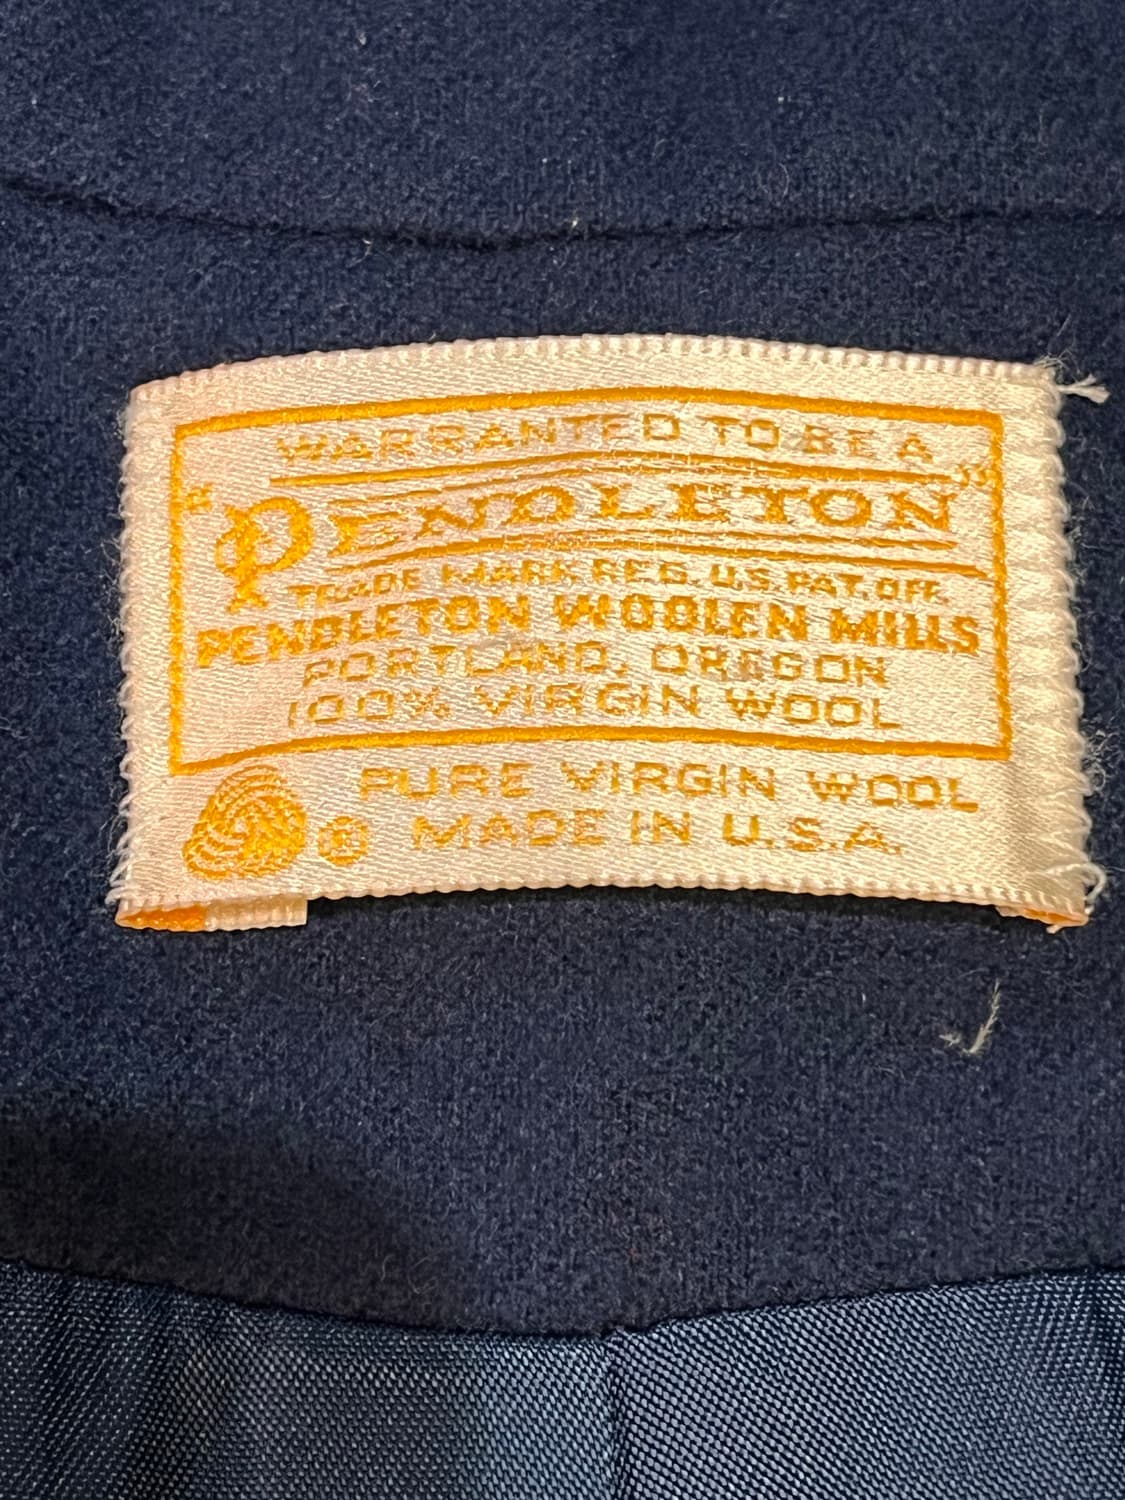 WARRANTED TO BE A
"PENDLETON"
TRADE MARK REG. U.S. PAT. OFF.
PENDLETON WOOLEN MILLS
PORTLAND, OREGON
100% VIRGIN WOOL
PURE VIRGIN WOOL
® MADE IN U.S.A.